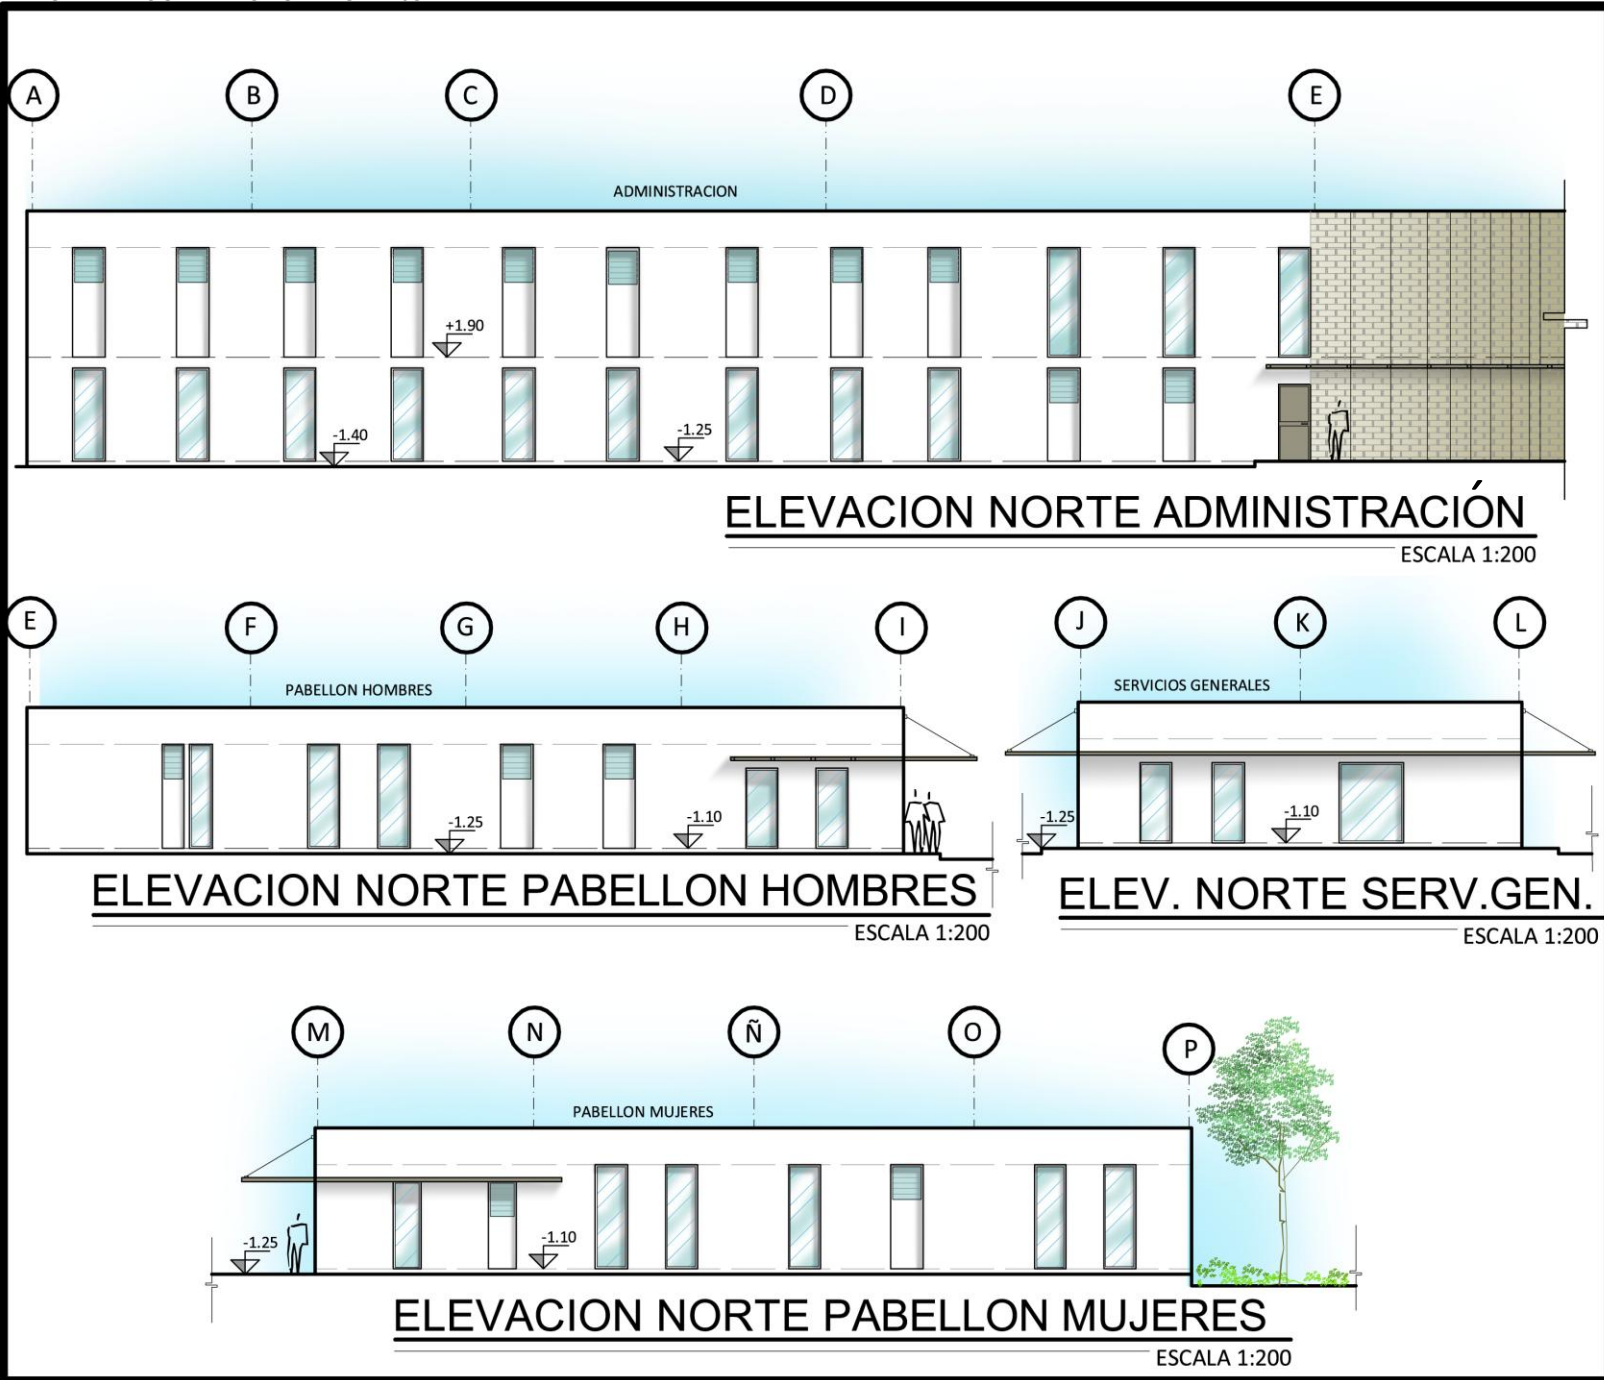 A B C D E
ADMINISTRACION
+1.90
-1.40
-1.25
ELEVACION NORTE ADMINISTRACIÓN
ESCALA 1:200
E F G H I
PABELLON HOMBRES
-1.25
-1.10
ELEVACION NORTE PABELLON HOMBRES
ESCALA 1:200
J K L
SERVICIOS GENERALES
-1.25
-1.10
ELEV. NORTE SERV.GEN.
ESCALA 1:200
M N Ñ O P
PABELLON MUJERES
-1.25
-1.10
ELEVACION NORTE PABELLON MUJERES
ESCALA 1:200